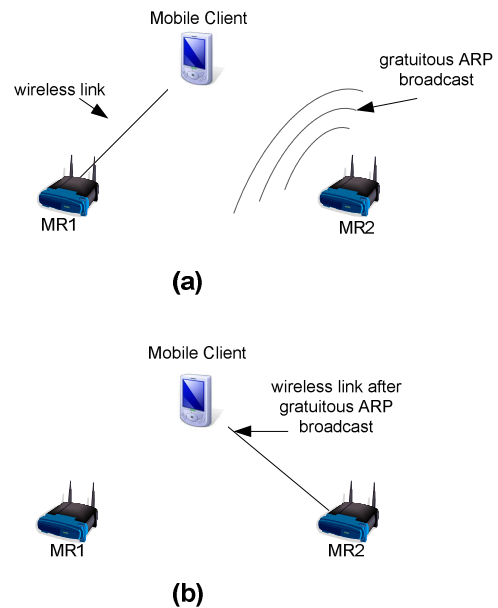 Mobile Client
gratuitous ARP
broadcast
wireless link
MR1
MR2
(a)
Mobile Client
wireless link after
gratuitous ARP
broadcast
MR1
MR2
(b)